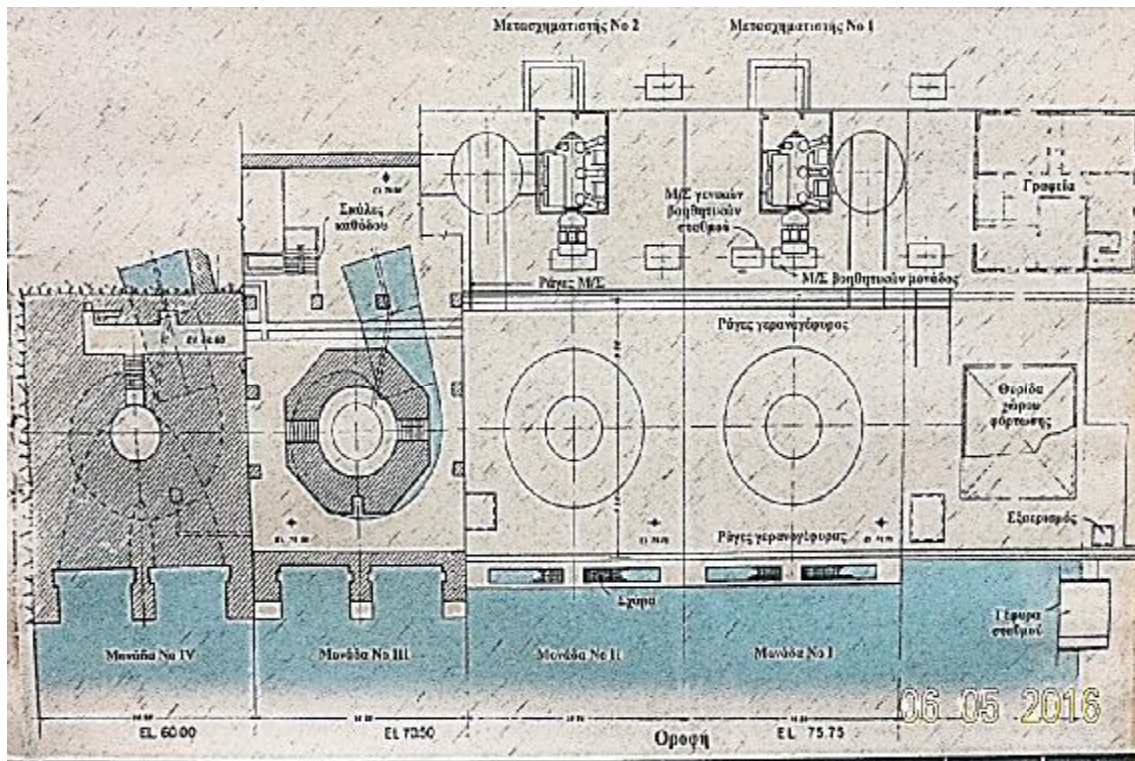 Μετασχηματιστής Νο 2
Μετασχηματιστής Νο 1
Σκάλες
καθόδου
Μ/Σ γενικών
βοηθητικών
σταθμού
Γραφεία
Ράγες Μ/Σ
Μ/Σ βοηθητικών μονάδος
Ράγες γερανογέφυρας
Θυρίδα
χώρου
φόρτωσης
Ράγες γερανογέφυρας
Εξαερισμός
Σχάρα
Γέφυρα
σταθμού
Μονάδα Νο IV
Μονάδα Νο III
Μονάδα Νο II
Μονάδα Νο I
06 05 2016
EL 60.00
EL 70.50
Οροφή
EL 75.75